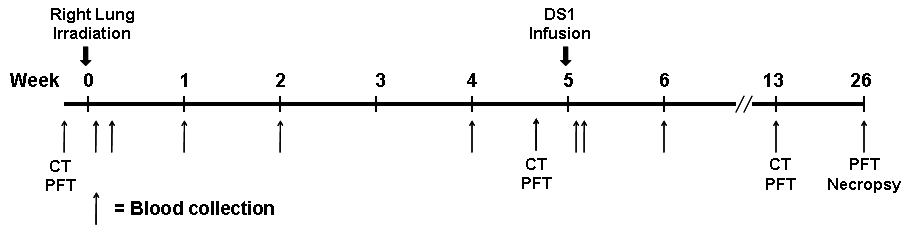 Right Lung
Irradiation
DS1
Infusion
Week 0 1 2 3 4 5 6 13 26
CT
PFT
CT
PFT
CT
PFT
PFT
Necropsy
= Blood collection